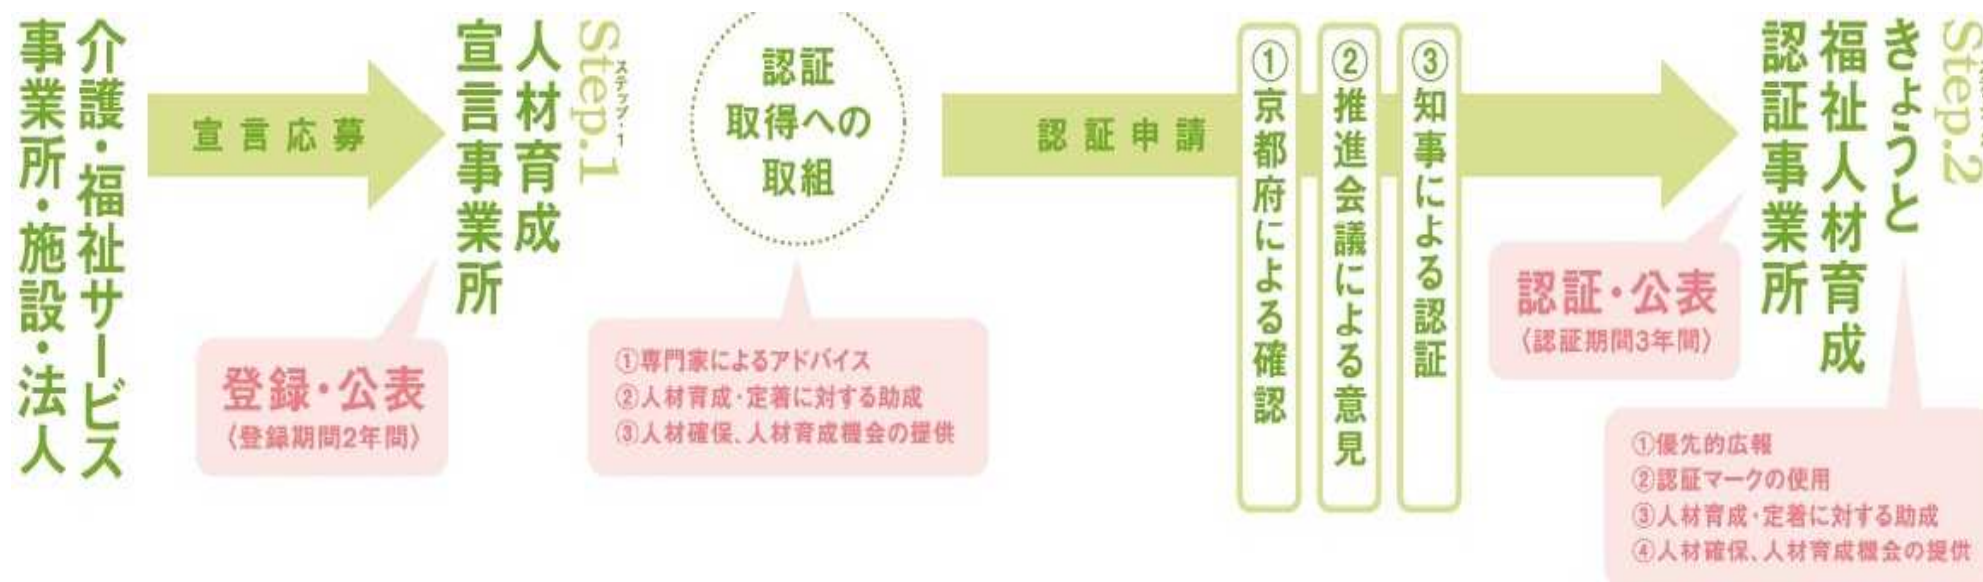 介護・福祉サービス
事業所・施設・法人
宣言応募
Step.1
ステップ・1
人材育成
宣言事業所
登録・公表
〈登録期間2年間〉
認証
取得への
取組
①専門家によるアドバイス
②人材育成・定着に対する助成
③人材確保、人材育成機会の提供
認証申請
①京都府による確認
②推進会議による意見
③知事による認証
Step.2
きょうと
福祉人材育成
認証事業所
認証・公表
〈認証期間3年間〉
①優先的広報
②認証マークの使用
③人材育成・定着に対する助成
④人材確保、人材育成機会の提供